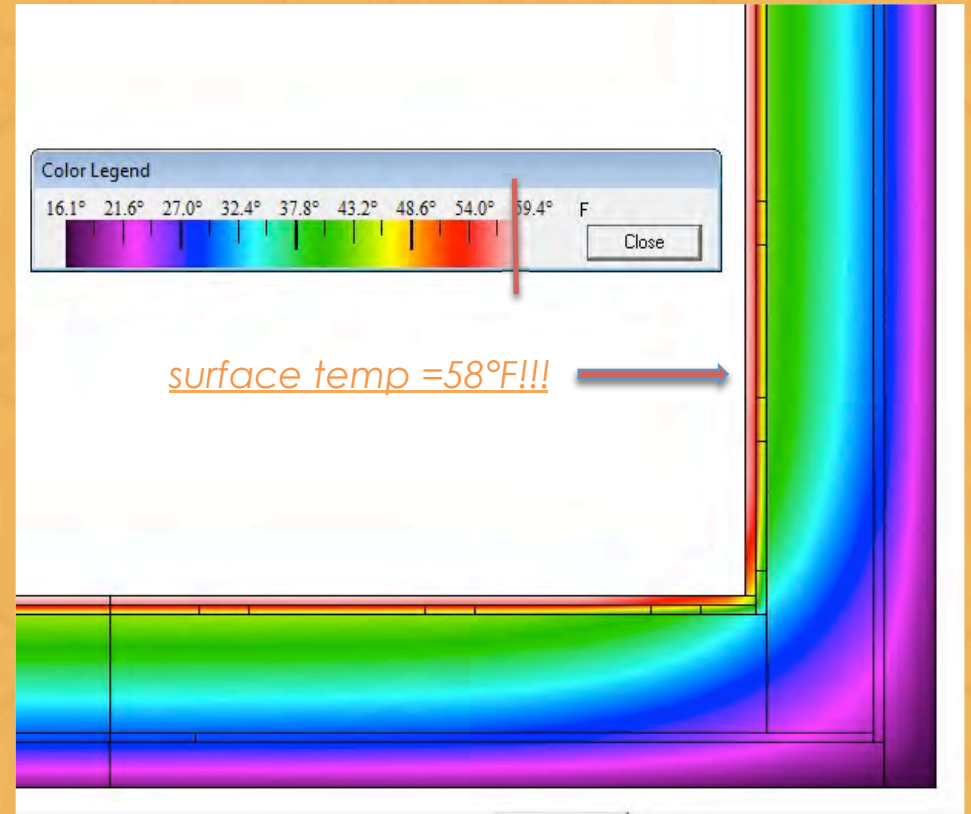 Color Legend
16.1° 21.6° 27.0° 32.4° 37.8° 43.2° 48.6° 54.0° 59.4° F
Close
surface temp =58°F!!!